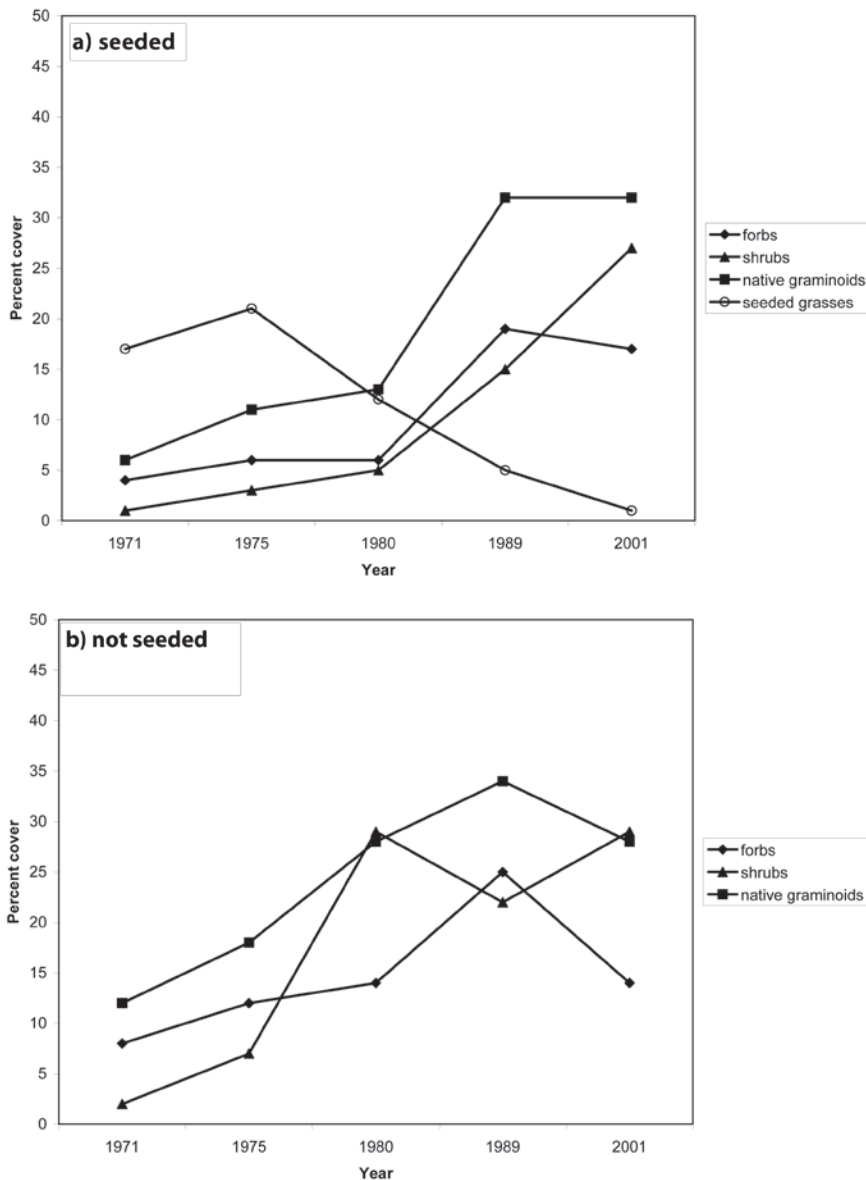 a) seeded
50
45
40
35
30
25
20
15
10
5
0
Percent cover
1971 1975 1980 1989 2001
Year
forbs
shrubs
native graminoids
seeded grasses
b) not seeded
50
45
40
35
30
25
20
15
10
5
0
Percent cover
1971 1975 1980 1989 2001
Year
forbs
shrubs
native graminoids